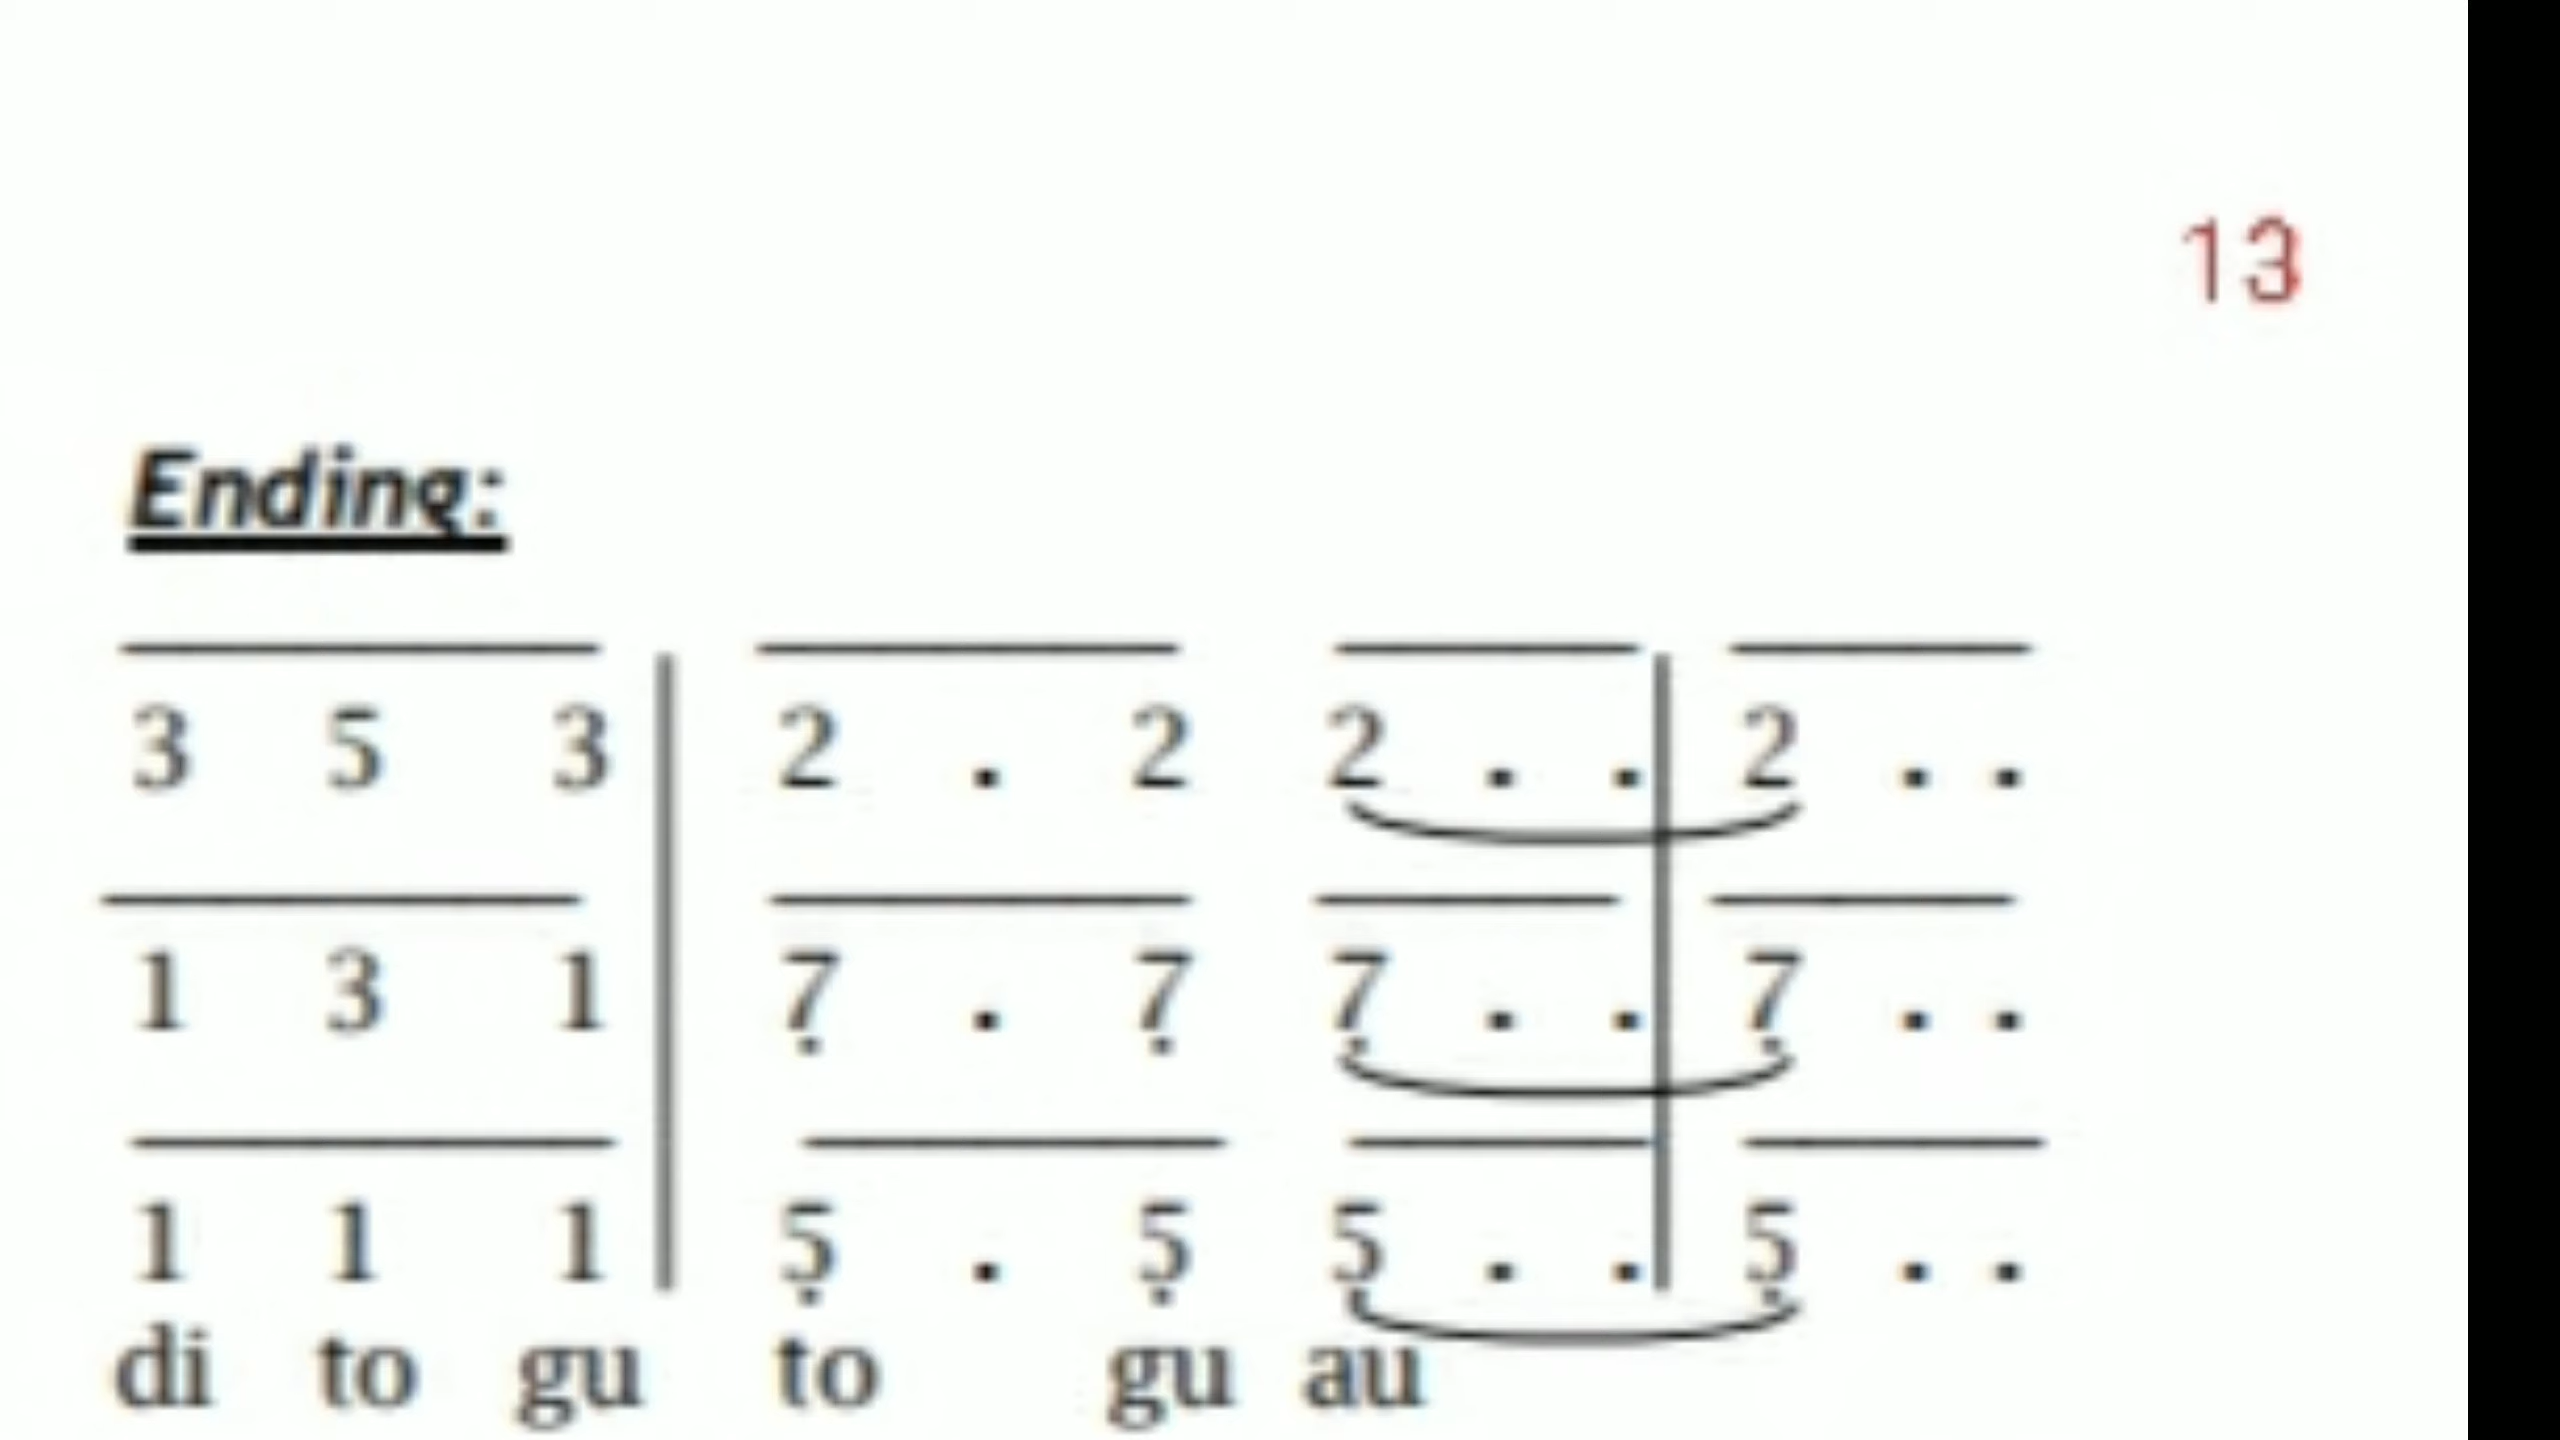 13
Ending:
3 5 3 | 2 . 2 2 . . | 2 . .
1 3 1 | 7̣ . 7̣ 7̣ . . | 7̣ . .
1 1 1 | 5̣ . 5̣ 5̣ . . | 5̣ . .
di to gu to gu au